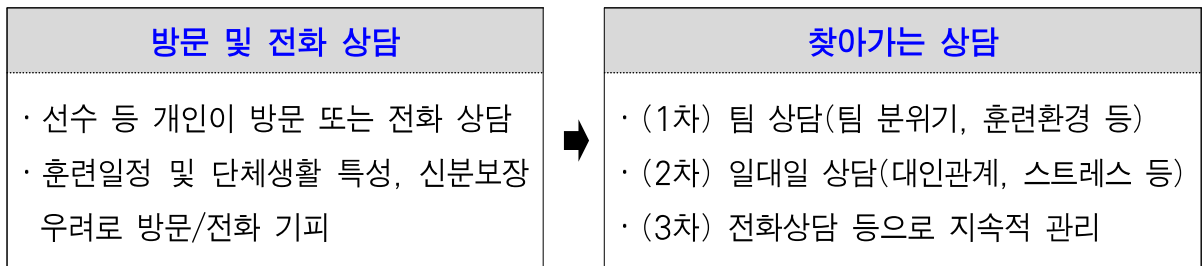 방문 및 전화 상담
· 선수 등 개인이 방문 또는 전화 상담
· 훈련일정 및 단체생활 특성, 신분보장
우려로 방문/전화 기피
찾아가는 상담
· (1차) 팀 상담(팀 분위기, 훈련환경 등)
· (2차) 일대일 상담(대인관계, 스트레스 등)
· (3차) 전화상담 등으로 지속적 관리